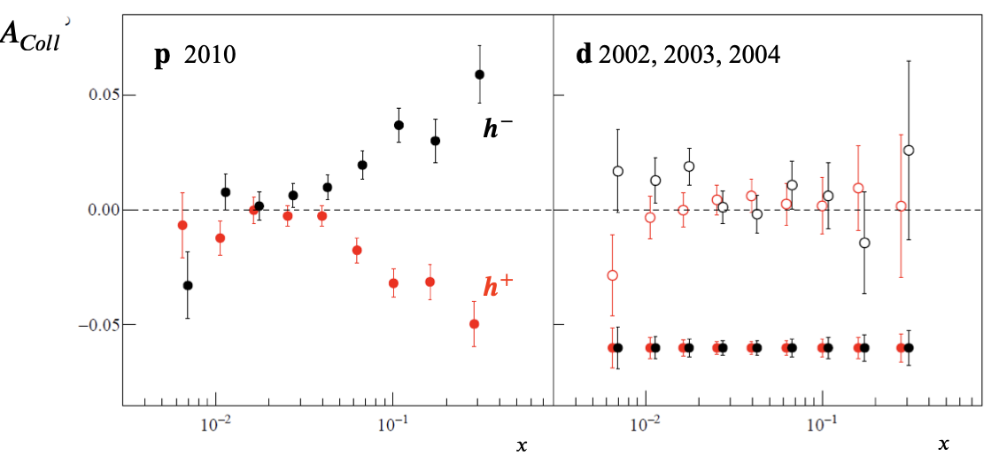 A_Coll
p 2010
d 2002, 2003, 2004
0.05
h⁻
0.00
h⁺
−0.05
10⁻² 10⁻¹ 10⁻² 10⁻¹
x x